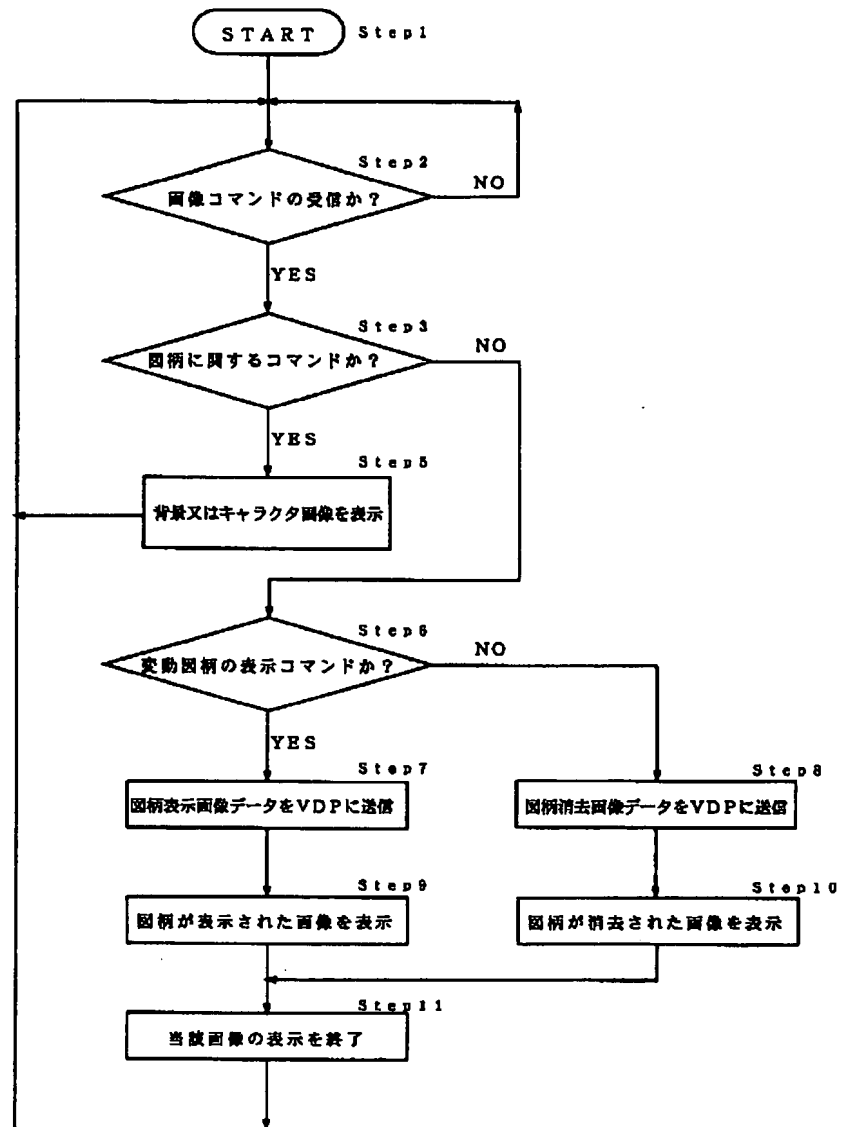 START
Step1
Step2
画像コマンドの受信か?
NO
YES
Step3
図柄に関するコマンドか?
NO
YES
Step5
背景又はキャラクタ画像を表示
Step6
変動図柄の表示コマンドか?
NO
YES
Step7
図柄表示画像データをVDPに送信
Step8
図柄消去画像データをVDPに送信
Step9
図柄が表示された画像を表示
Step10
図柄が消去された画像を表示
Step11
当該画像の表示を終了